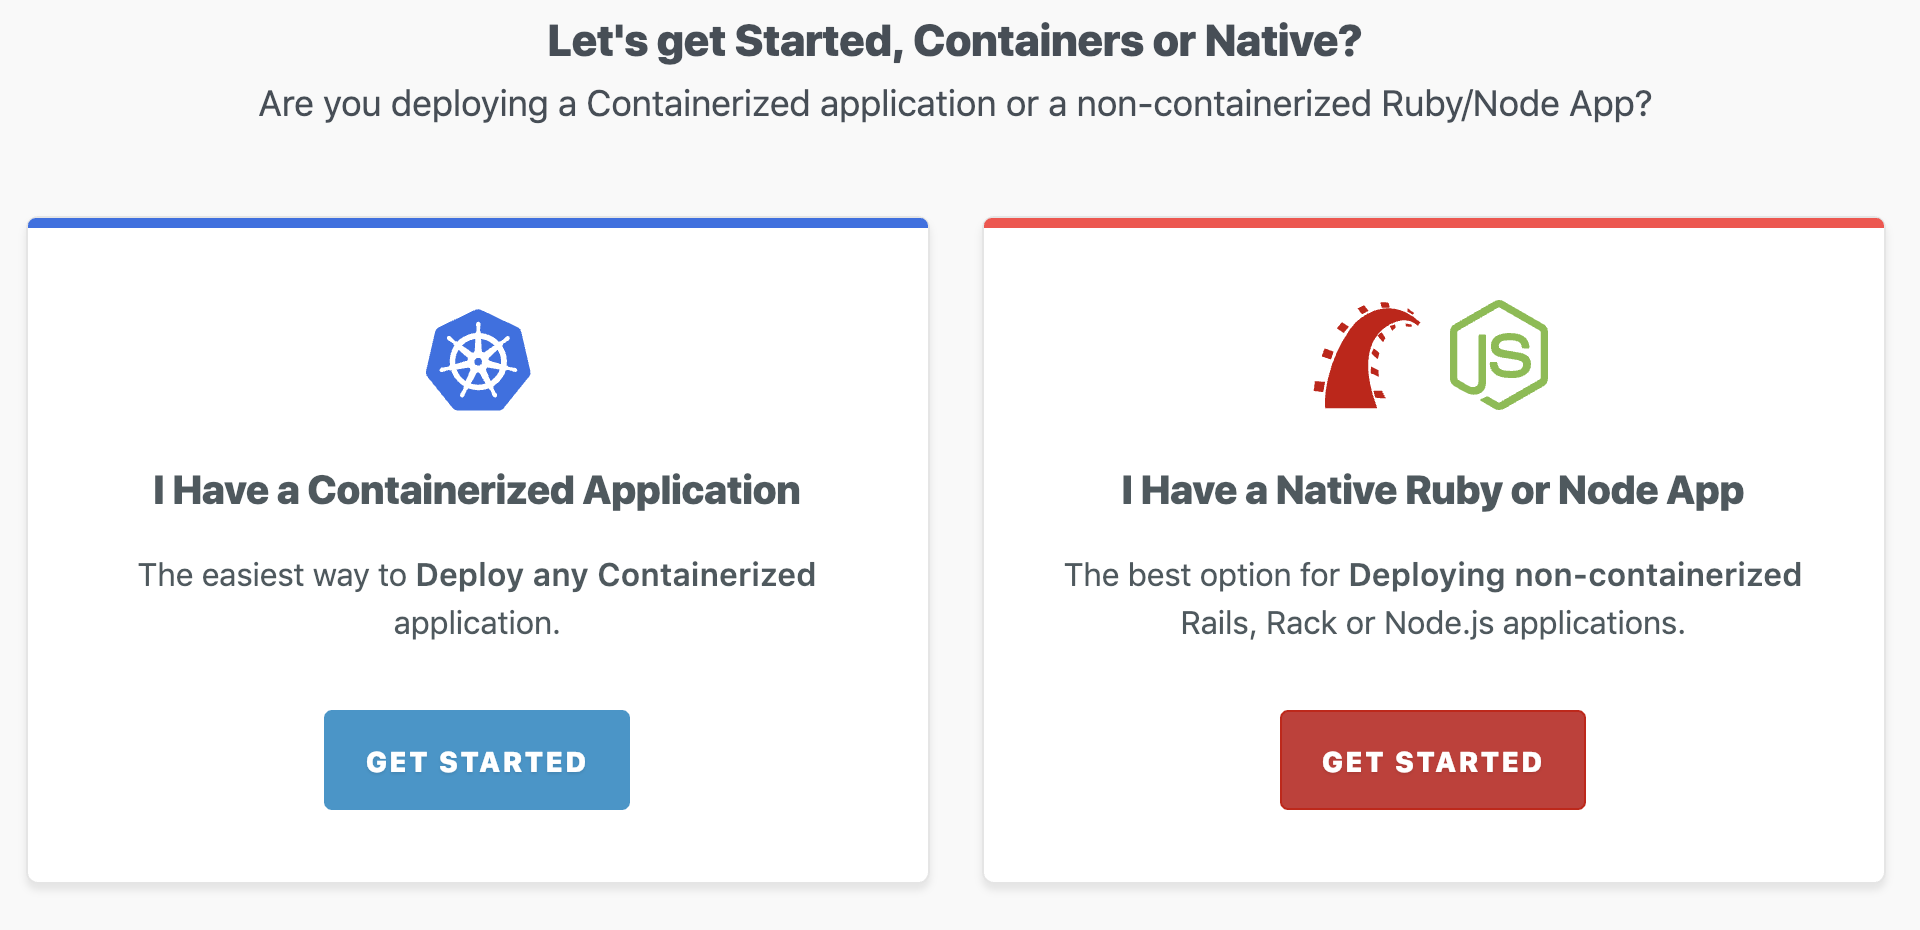 Let's get Started, Containers or Native?
Are you deploying a Containerized application or a non-containerized Ruby/Node App?
JS
I Have a Containerized Application
The easiest way to Deploy any Containerized
application.
GET STARTED
I Have a Native Ruby or Node App
The best option for Deploying non-containerized
Rails, Rack or Node.js applications.
GET STARTED